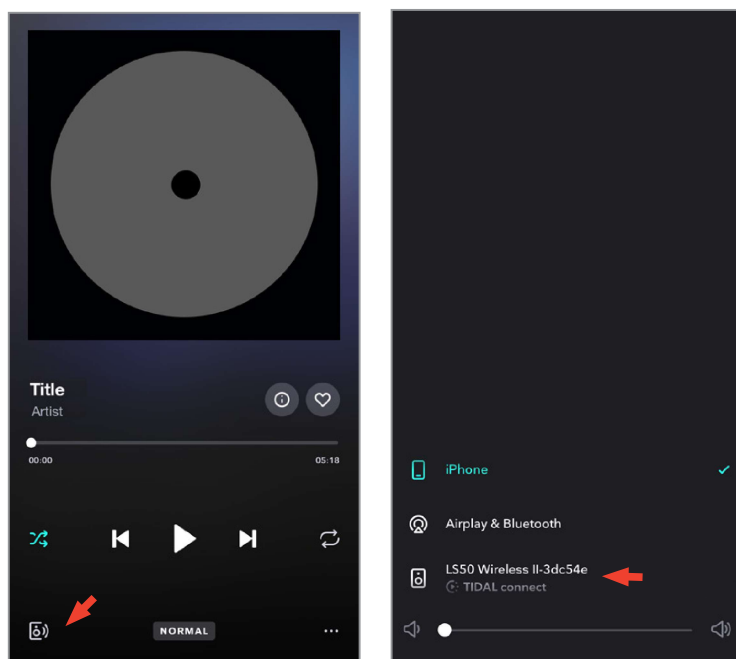 Title
Artist
00:00
05:18
NORMAL
iPhone
Airplay & Bluetooth
LS50 Wireless II-3dc54e
TIDAL connect